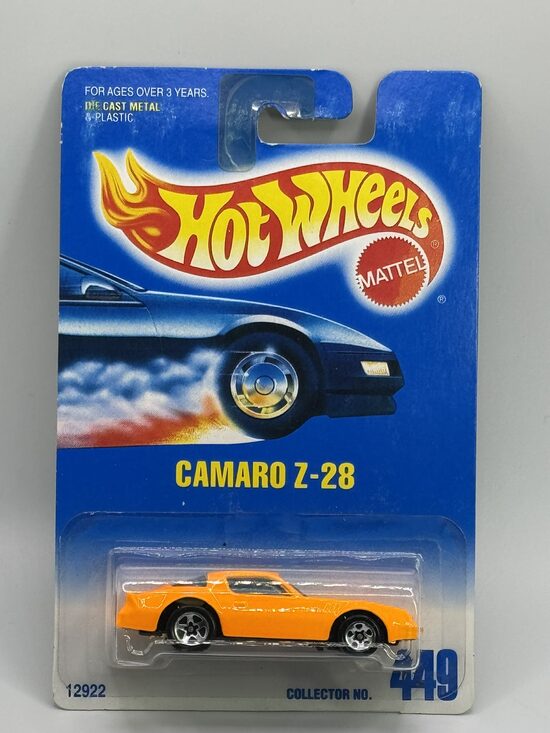 FOR AGES OVER 3 YEARS.
DIE CAST METAL
& PLASTIC
HOT WHEELS
®
MATTEL
®
CAMARO Z-28
12922
COLLECTOR NO. 449